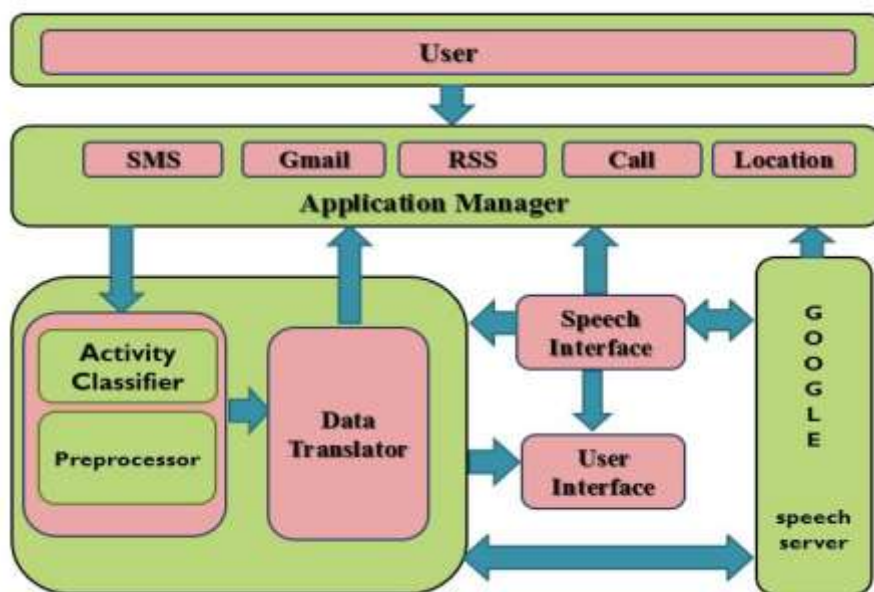 User
SMS
Gmail
RSS
Call
Location
Application Manager
Activity
Classifier
Preprocessor
Data
Translator
Speech
Interface
User
Interface
G
O
O
G
L
E
speech
server